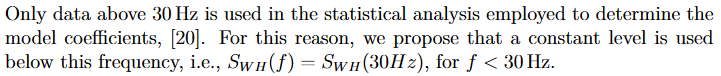 Only data above 30 Hz is used in the statistical analysis employed to determine the
model coefficients, [20]. For this reason, we propose that a constant level is used
below this frequency, i.e., S_{WH}(f) = S_{WH}(30Hz), for f < 30 Hz.